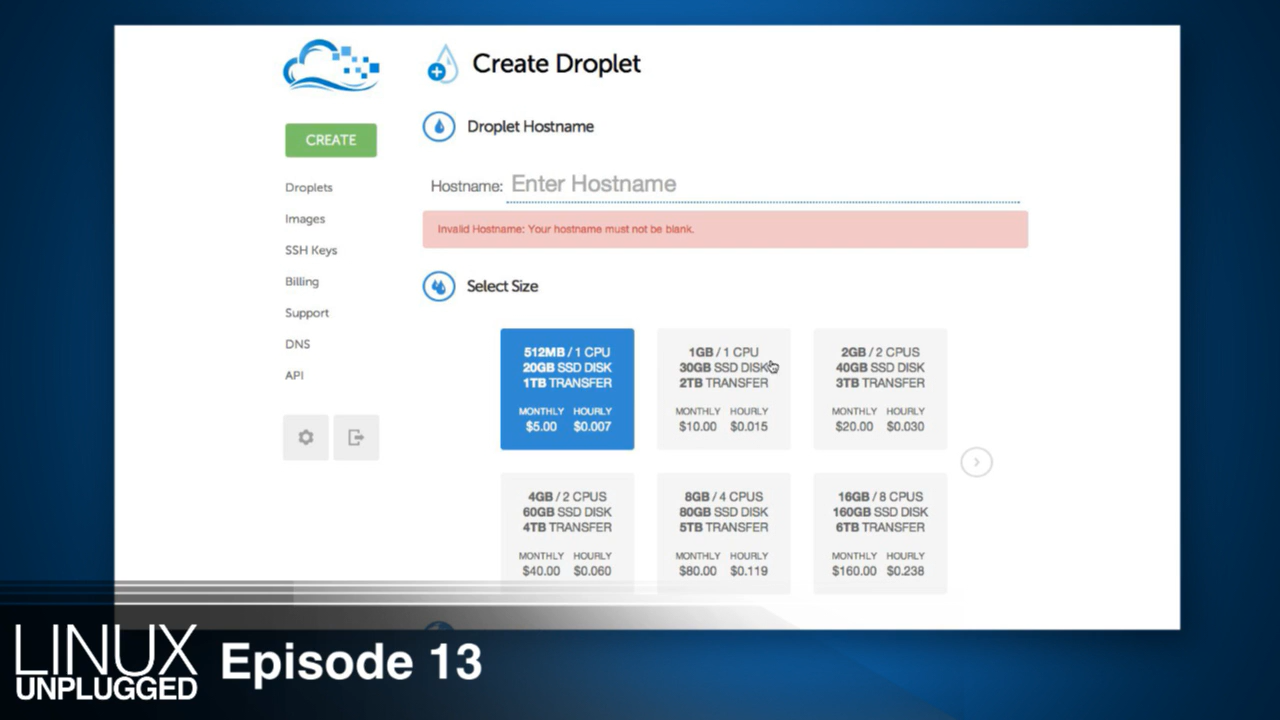 Create Droplet
CREATE
Droplet Hostname
Hostname: Enter Hostname
Invalid Hostname: Your hostname must not be blank.
Droplets
Images
SSH Keys
Billing
Support
DNS
API
Select Size
512MB / 1 CPU
20GB SSD DISK
1TB TRANSFER
MONTHLY HOURLY
$5.00 $0.007
1GB / 1 CPU
30GB SSD DISK
2TB TRANSFER
MONTHLY HOURLY
$10.00 $0.015
2GB / 2 CPUS
40GB SSD DISK
3TB TRANSFER
MONTHLY HOURLY
$20.00 $0.030
4GB / 2 CPUS
60GB SSD DISK
4TB TRANSFER
MONTHLY HOURLY
$40.00 $0.060
8GB / 4 CPUS
80GB SSD DISK
5TB TRANSFER
MONTHLY HOURLY
$80.00 $0.119
16GB / 8 CPUS
160GB SSD DISK
6TB TRANSFER
MONTHLY HOURLY
$160.00 $0.238
LINUX
UNPLUGGED
Episode 13